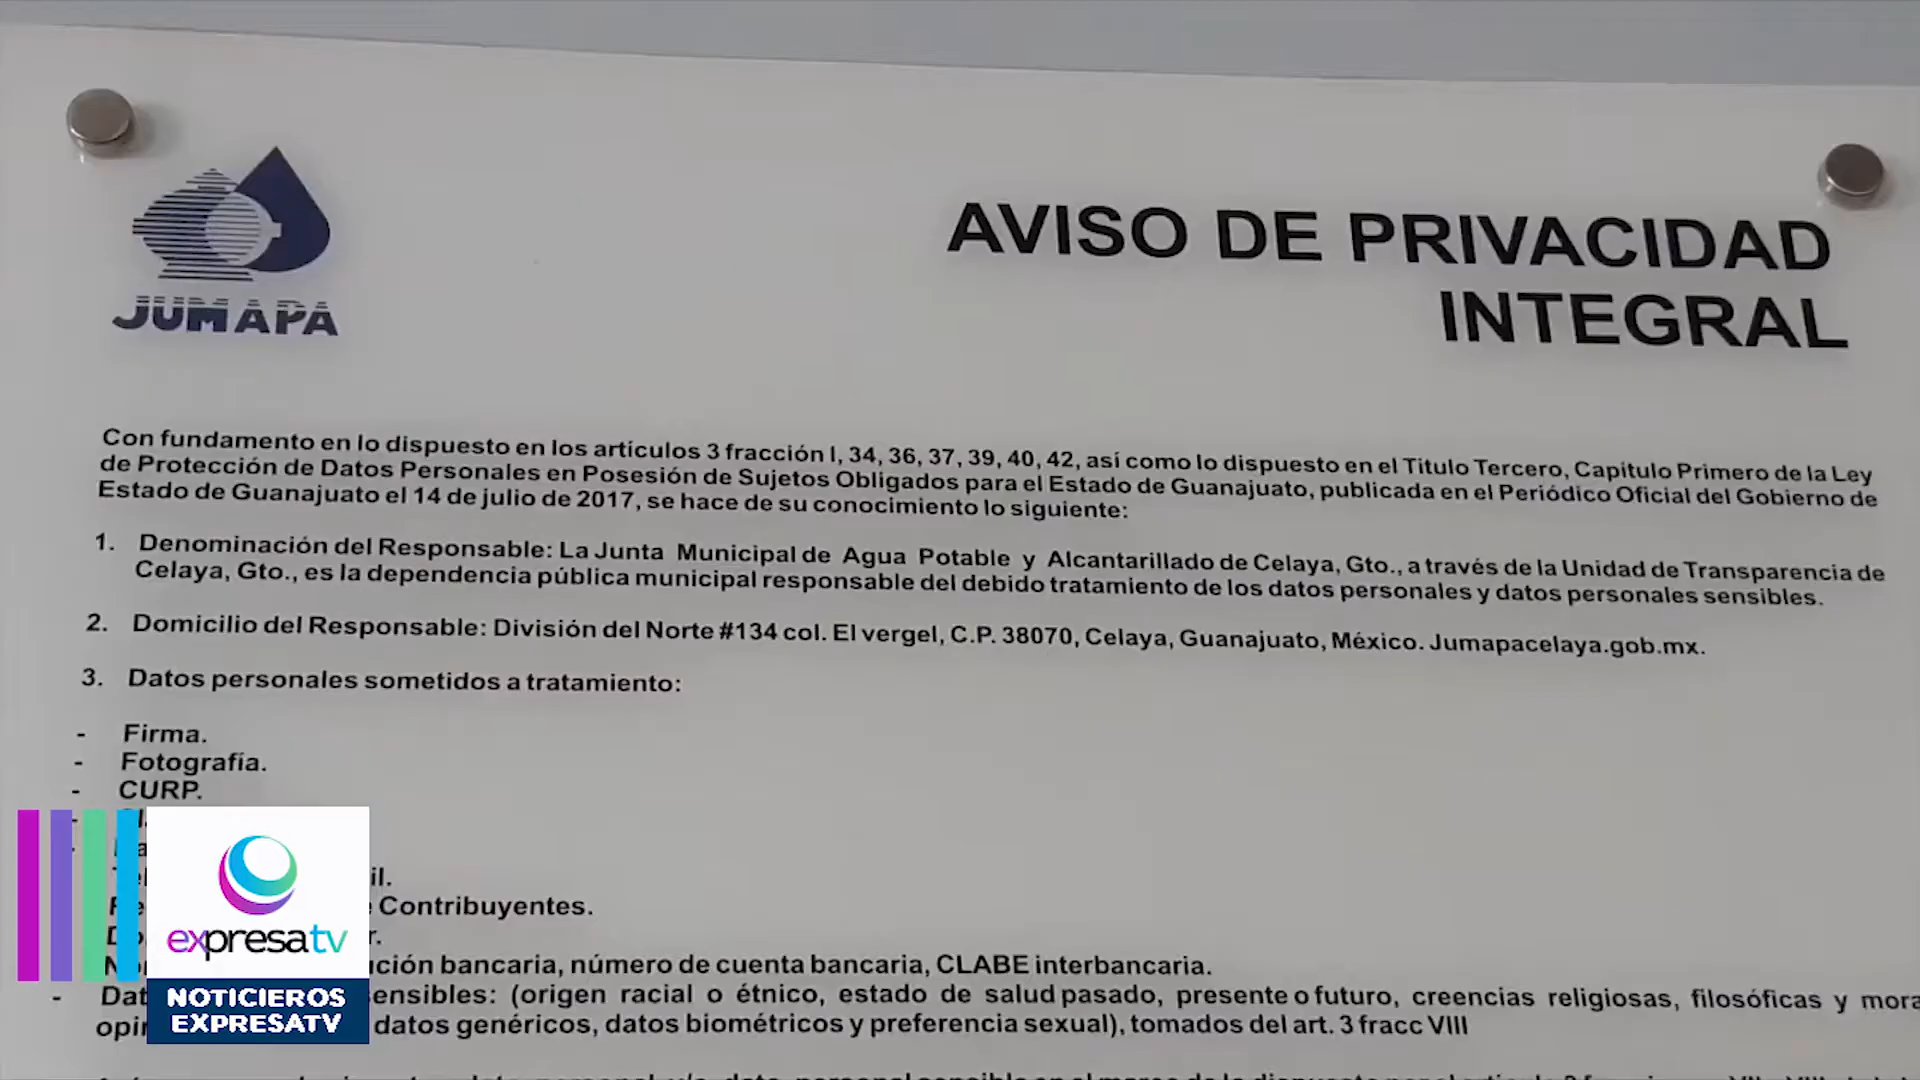 JUMAPA
AVISO DE PRIVACIDAD
INTEGRAL
Con fundamento en lo dispuesto en los artículos 3 fracción I, 34, 36, 37, 39, 40, 42, así como lo dispuesto en el Titulo Tercero, Capitulo Primero de la Ley
de Protección de Datos Personales en Posesión de Sujetos Obligados para el Estado de Guanajuato, publicada en el Periódico Oficial del Gobierno de
Estado de Guanajuato el 14 de julio de 2017, se hace de su conocimiento lo siguiente:
1. Denominación del Responsable: La Junta Municipal de Agua Potable y Alcantarillado de Celaya, Gto., a través de la Unidad de Transparencia de
Celaya, Gto., es la dependencia pública municipal responsable del debido tratamiento de los datos personales y datos personales sensibles.
2. Domicilio del Responsable: División del Norte #134 col. El vergel, C.P. 38070, Celaya, Guanajuato, México. Jumapacelaya.gob.mx.
3. Datos personales sometidos a tratamiento:
- Firma.
- Fotografía.
- CURP.
Contribuyentes.
bancaria, número de cuenta bancaria, CLABE interbancaria.
- (origen racial o étnico, estado de salud pasado, presente o futuro, creencias religiosas, filosóficas y
datos genéricos, datos biométricos y preferencia sexual), tomados del art. 3 fracc VIII
expresatv
NOTICIEROS
EXPRESATV